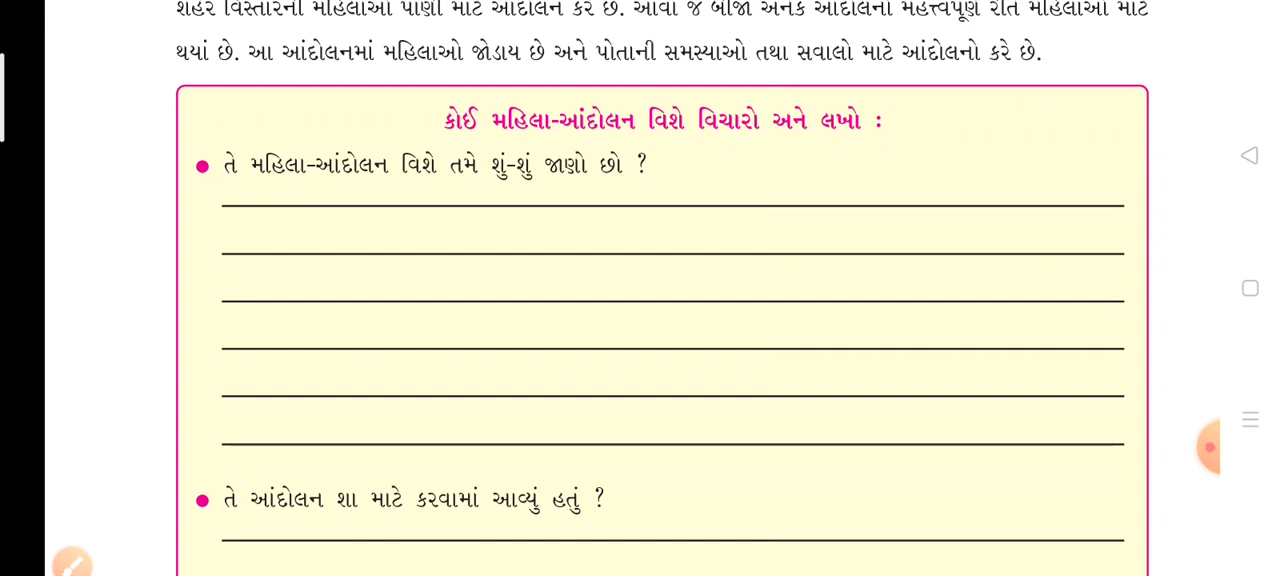 શહેર વિસ્તારની મહિલાઓ પાણી માટે આંદોલન કરે છે. આવાં જ બીજાં અનેક આંદોલનો મહત્ત્વપૂર્ણ રીતે મહિલાઓ માટે
થયાં છે. આ આંદોલનમાં મહિલાઓ જોડાય છે અને પોતાની સમસ્યાઓ તથા સવાલો માટે આંદોલનો કરે છે.
કોઈ મહિલા-આંદોલન વિશે વિચારો અને લખો :
● તે મહિલા-આંદોલન વિશે તમે શું-શું જાણો છો ?
● તે આંદોલન શા માટે કરવામાં આવ્યું હતું ?